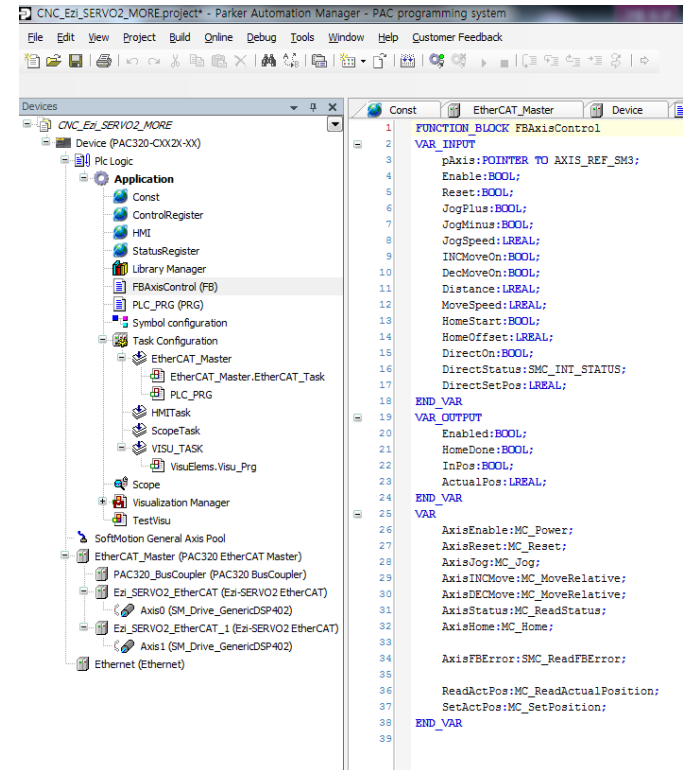 CNC_Ezi_SERVO2_MORE.project* - Parker Automation Manager - PAC programming system
File Edit View Project Build Online Debug Tools Window Help Customer Feedback
Devices
CNC_Ezi_SERVO2_MORE
Device (PAC320-CXX2X-XX)
Plc Logic
Application
Const
ControlRegister
HMI
StatusRegister
Library Manager
FBAxisControl (FB)
PLC_PRG (PRG)
Symbol configuration
Task Configuration
EtherCAT_Master
EtherCAT_Master.EtherCAT_Task
PLC_PRG
HMITask
ScopeTask
VISU_TASK
VisuElems.Visu_Prg
Scope
Visualization Manager
TestVisu
SoftMotion General Axis Pool
EtherCAT_Master (PAC320 EtherCAT Master)
PAC320_BusCoupler (PAC320 BusCoupler)
Ezi_SERVO2_EtherCAT (Ezi-SERVO2 EtherCAT)
Axis0 (SM_Drive_GenericDSP402)
Ezi_SERVO2_EtherCAT_1 (Ezi-SERVO2 EtherCAT)
Axis1 (SM_Drive_GenericDSP402)
Ethernet (Ethernet)
Const EtherCAT_Master Device
1 FUNCTION_BLOCK FBAxisControl
2 VAR_INPUT
3 pAxis:POINTER TO AXIS_REF_SM3;
4 Enable:BOOL;
5 Reset:BOOL;
6 JogPlus:BOOL;
7 JogMinus:BOOL;
8 JogSpeed:LREAL;
9 INCMoveOn:BOOL;
10 DecMoveOn:BOOL;
11 Distance:LREAL;
12 MoveSpeed:LREAL;
13 HomeStart:BOOL;
14 HomeOffset:LREAL;
15 DirectOn:BOOL;
16 DirectStatus:SMC_INT_STATUS;
17 DirectSetPos:LREAL;
18 END_VAR
19 VAR_OUTPUT
20 Enabled:BOOL;
21 HomeDone:BOOL;
22 InPos:BOOL;
23 ActualPos:LREAL;
24 END_VAR
25 VAR
26 AxisEnable:MC_Power;
27 AxisReset:MC_Reset;
28 AxisJog:MC_Jog;
29 AxisINCMove:MC_MoveRelative;
30 AxisDECMove:MC_MoveRelative;
31 AxisStatus:MC_ReadStatus;
32 AxisHome:MC_Home;
33
34 AxisFBError:SMC_ReadFBError;
35
36 ReadActPos:MC_ReadActualPosition;
37 SetActPos:MC_SetPosition;
38 END_VAR
39